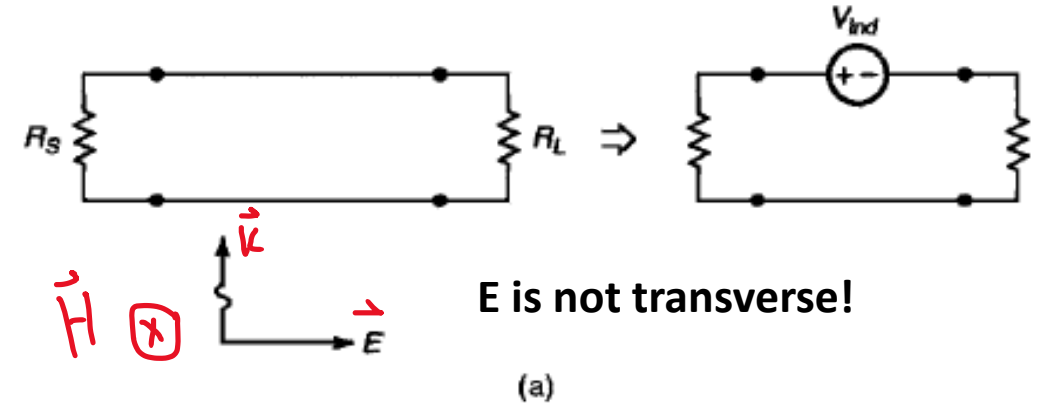 V_Ind
R_S
R_L ⇒
+ −
K⃗
H⃗ ⓧ
E is not transverse!
E⃗
(a)